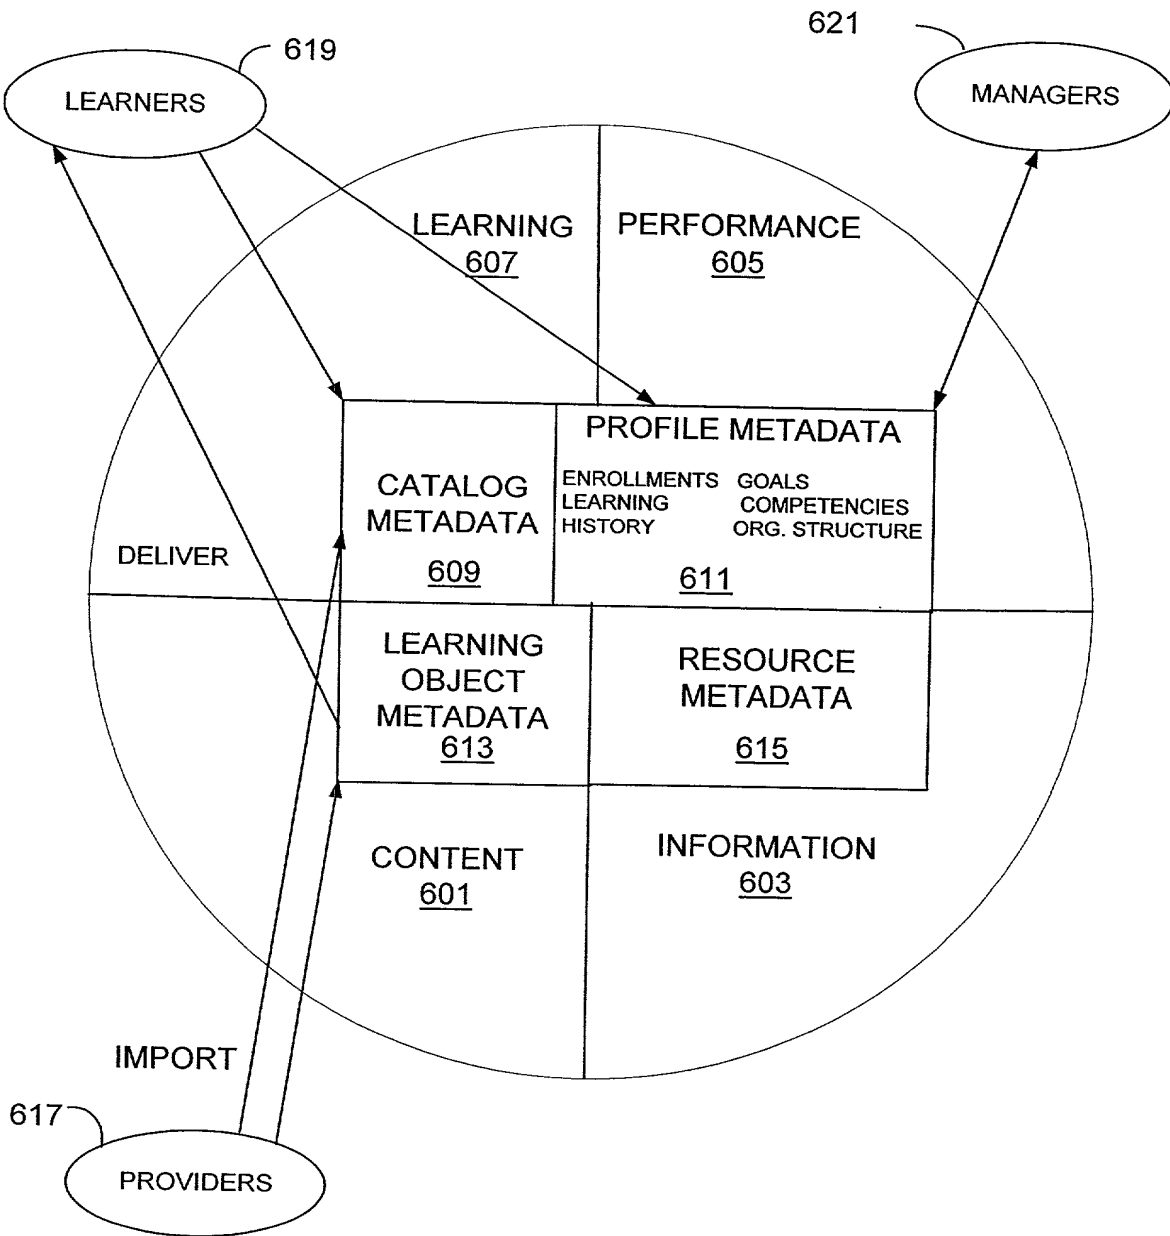 621
619
LEARNERS
MANAGERS
LEARNING
607
PERFORMANCE
605
PROFILE METADATA
ENROLLMENTS GOALS
LEARNING COMPETENCIES
HISTORY ORG. STRUCTURE
611
CATALOG
METADATA
609
DELIVER
LEARNING
OBJECT
METADATA
613
RESOURCE
METADATA
615
CONTENT
601
INFORMATION
603
IMPORT
617
PROVIDERS